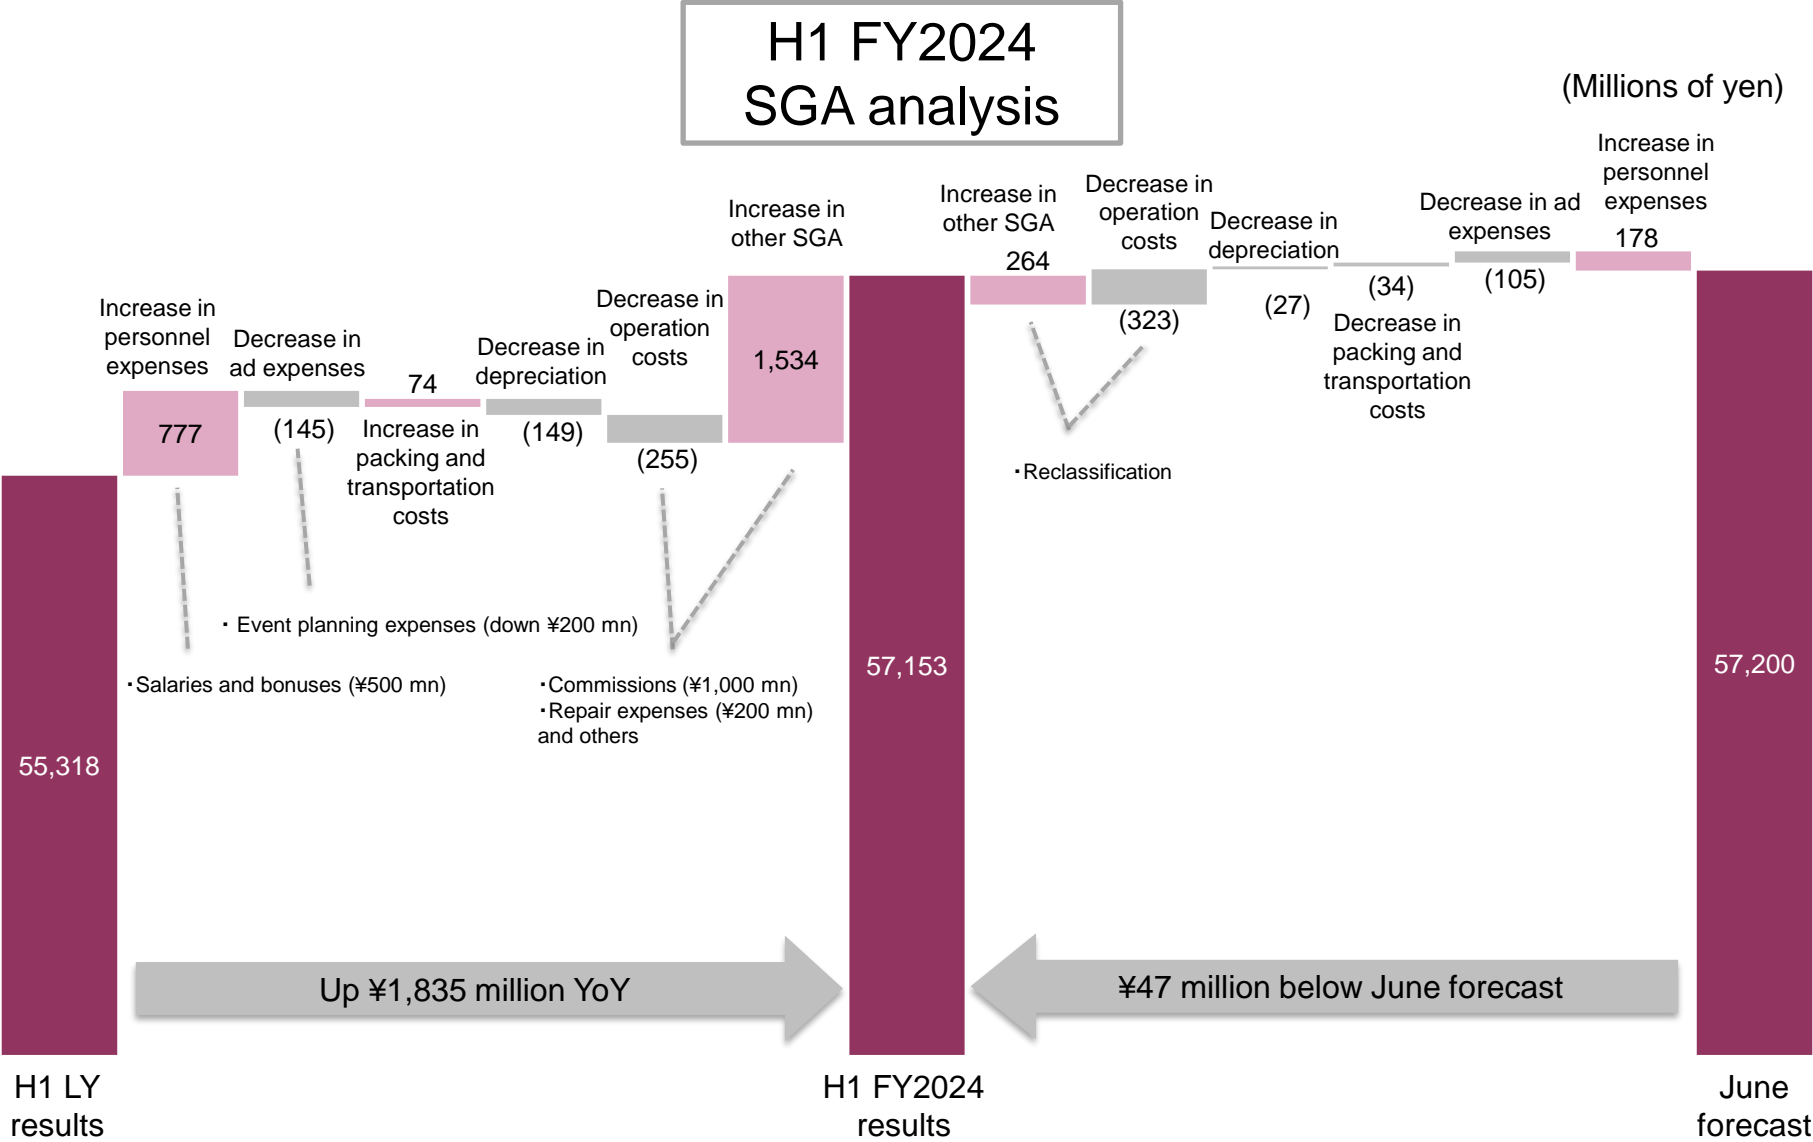 H1 FY2024
SGA analysis
(Millions of yen)
Increase in
personnel
expenses
777
Decrease in
ad expenses
(145)
74
Increase in
packing and
transportation
costs
Decrease in
depreciation
(149)
Decrease in
operation
costs
(255)
Increase in
other SGA
1,534
Increase in
other SGA
264
Decrease in
operation
costs
(323)
Decrease in
depreciation
(27)
(34)
Decrease in
packing and
transportation
costs
Decrease in ad
expenses
(105)
Increase in
personnel
expenses
178
・Reclassification
・Event planning expenses (down ¥200 mn)
・Salaries and bonuses (¥500 mn)
・Commissions (¥1,000 mn)
・Repair expenses (¥200 mn)
and others
55,318
57,153
57,200
Up ¥1,835 million YoY
¥47 million below June forecast
H1 LY
results
H1 FY2024
results
June
forecast